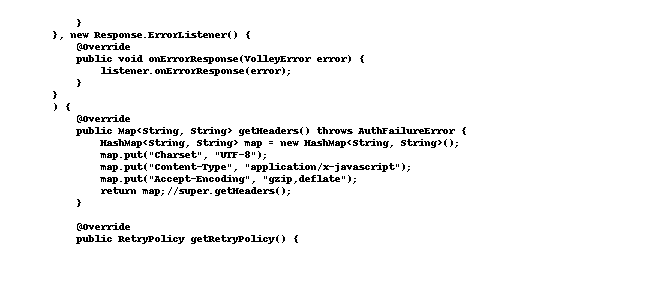 }
}, new Response.ErrorListener() {
@Override
public void onErrorResponse(VolleyError error) {
listener.onErrorResponse(error);
}
}
) {
@Override
public Map<String, String> getHeaders() throws AuthFailureError {
HashMap<String, String> map = new HashMap<String, String>();
map.put("Charset", "UTF-8");
map.put("Content-Type", "application/x-javascript");
map.put("Accept-Encoding", "gzip,deflate");
return map;//super.getHeaders();
}
@Override
public RetryPolicy getRetryPolicy() {